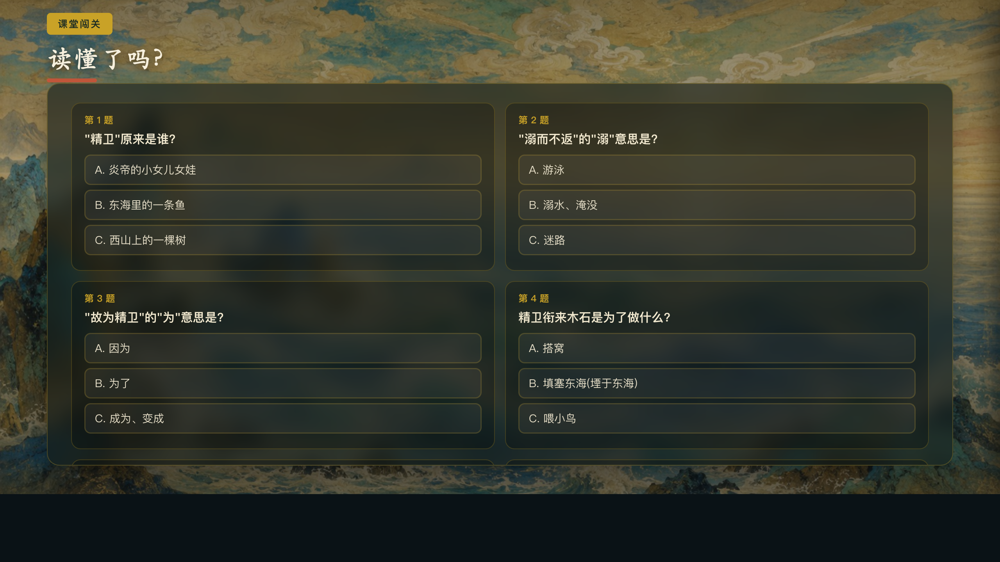 课堂闯关
读懂了吗?
第 1 题
"精卫"原来是谁?
A. 炎帝的小女儿女娃
B. 东海里的一条鱼
C. 西山上的一棵树
第 2 题
"溺而不返"的"溺"意思是?
A. 游泳
B. 溺水、淹没
C. 迷路
第 3 题
"故为精卫"的"为"意思是?
A. 因为
B. 为了
C. 成为、变成
第 4 题
精卫衔来木石是为了做什么?
A. 搭窝
B. 填塞东海(堙于东海)
C. 喂小鸟